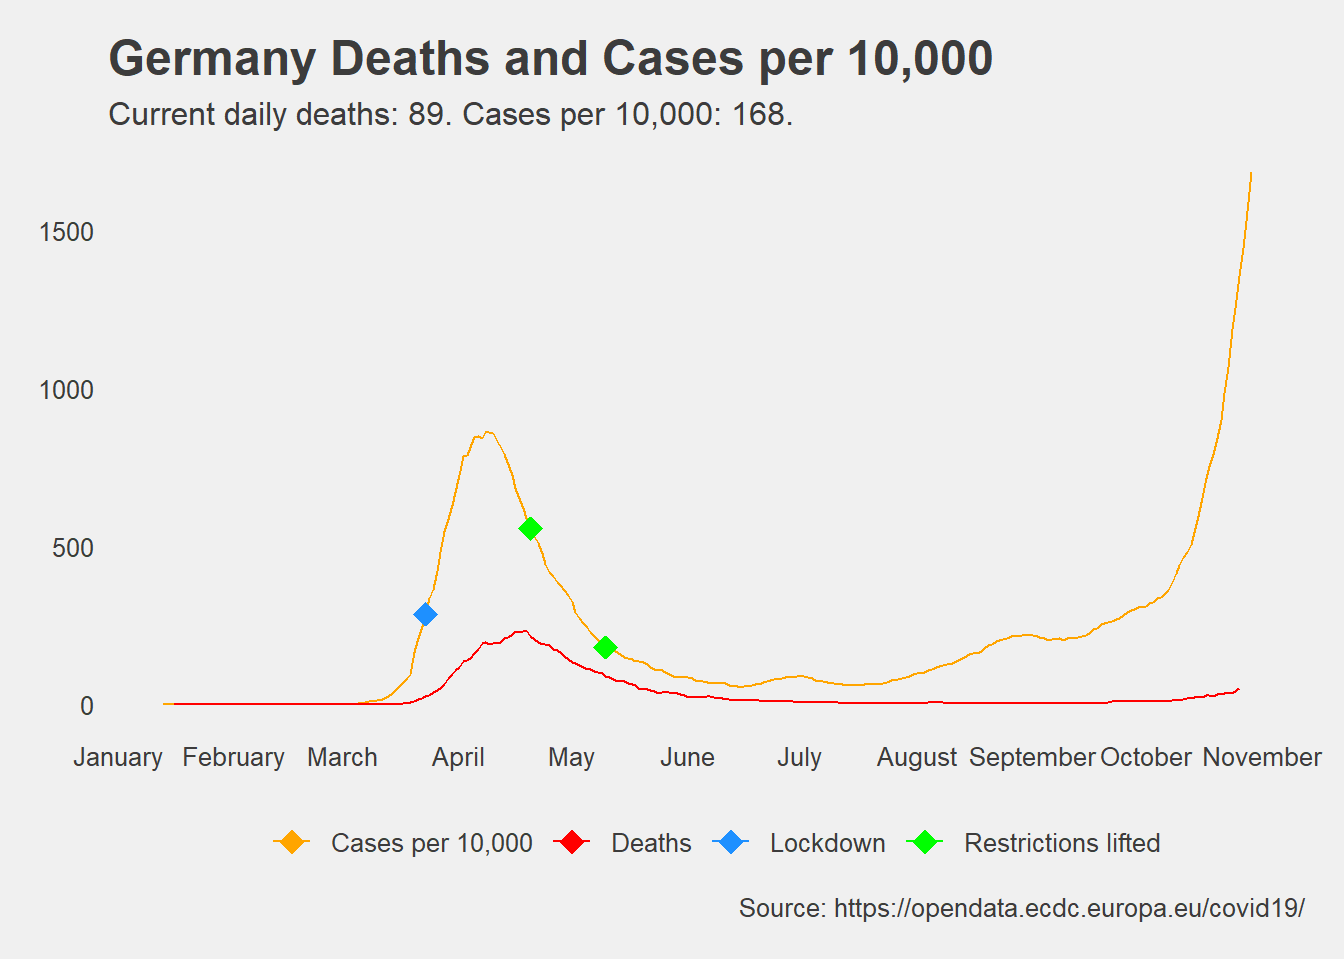 Germany Deaths and Cases per 10,000
Current daily deaths: 89. Cases per 10,000: 168.
1500
1000
500
0
January February March April May June July August September October November
Cases per 10,000 Deaths Lockdown Restrictions lifted
Source: https://opendata.ecdc.europa.eu/covid19/